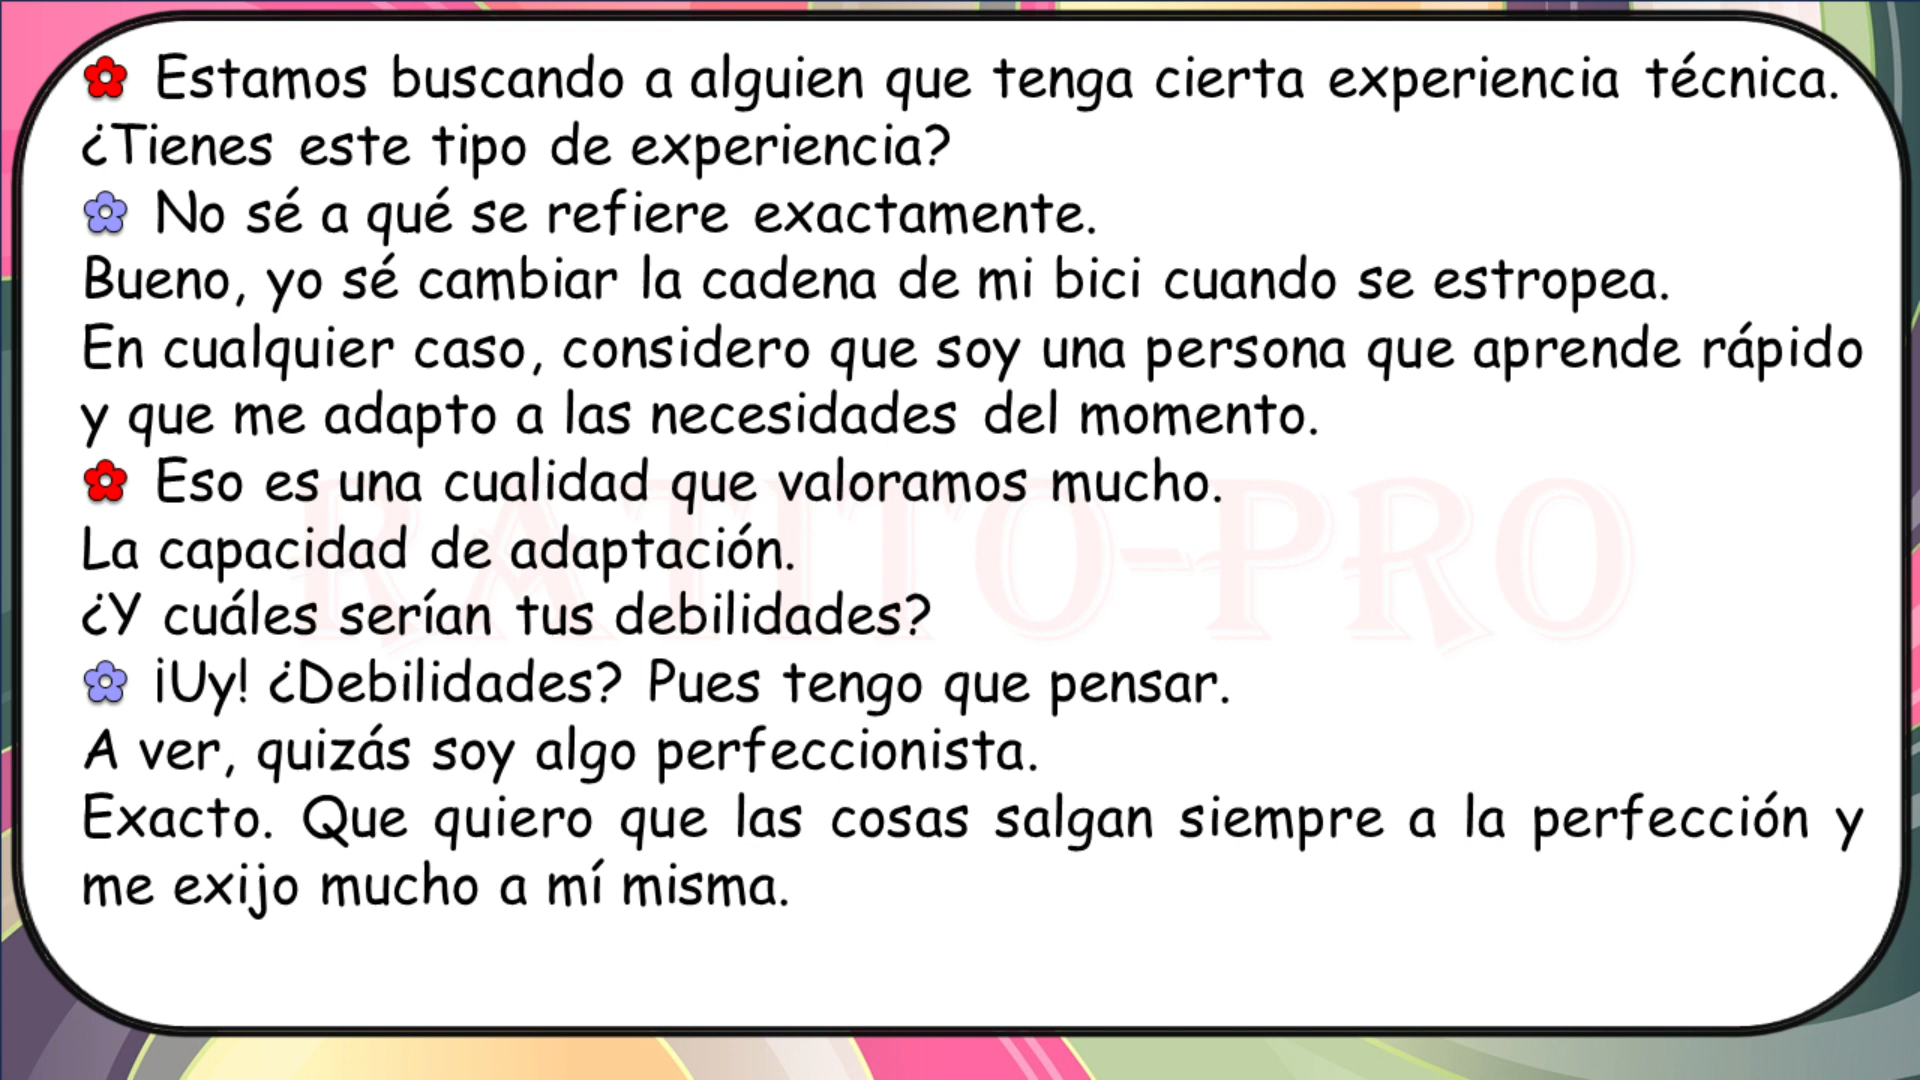 Estamos buscando a alguien que tenga cierta experiencia técnica.
¿Tienes este tipo de experiencia?
No sé a qué se refiere exactamente.
Bueno, yo sé cambiar la cadena de mi bici cuando se estropea.
En cualquier caso, considero que soy una persona que aprende rápido
y que me adapto a las necesidades del momento.
Eso es una cualidad que valoramos mucho.
La capacidad de adaptación.
¿Y cuáles serían tus debilidades?
¡Uy! ¿Debilidades? Pues tengo que pensar.
A ver, quizás soy algo perfeccionista.
Exacto. Que quiero que las cosas salgan siempre a la perfección y
me exijo mucho a mí misma.
RATITO-PRO